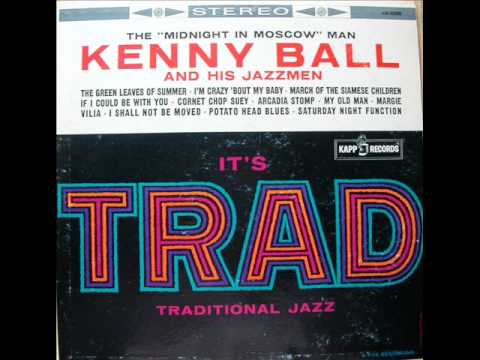 STEREO
THE "MIDNIGHT IN MOSCOW" MAN
KENNY BALL
AND HIS JAZZMEN
THE GREEN LEAVES OF SUMMER - I'M CRAZY 'BOUT MY BABY - MARCH OF THE SIAMESE CHILDREN
IF I COULD BE WITH YOU - CORNET CHOP SUEY - ARCADIA STOMP - MY OLD MAN - MARGIE
VILIA - I SHALL NOT BE MOVED - POTATO HEAD BLUES - SATURDAY NIGHT FUNCTION
KAPP RECORDS
IT'S
TRAD
TRADITIONAL JAZZ